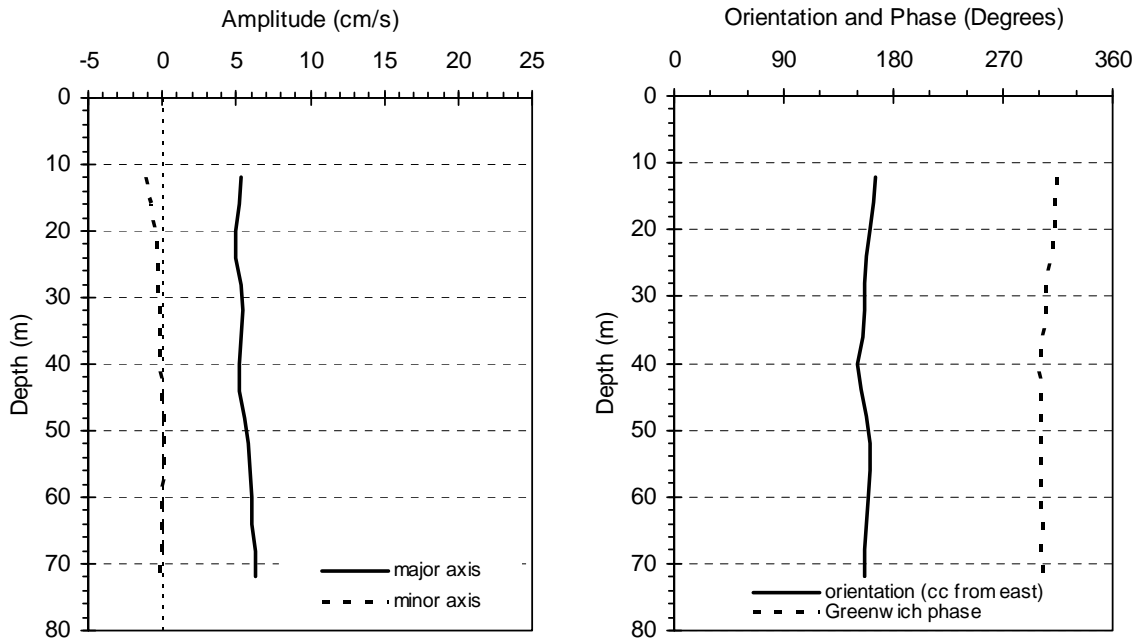 Amplitude (cm/s)
-5 0 5 10 15 20 25
0
10
20
30
40
50
60
70
80
Depth (m)
major axis
minor axis
Orientation and Phase (Degrees)
0 90 180 270 360
0
10
20
30
40
50
60
70
80
Depth (m)
orientation (cc from east)
Greenwich phase